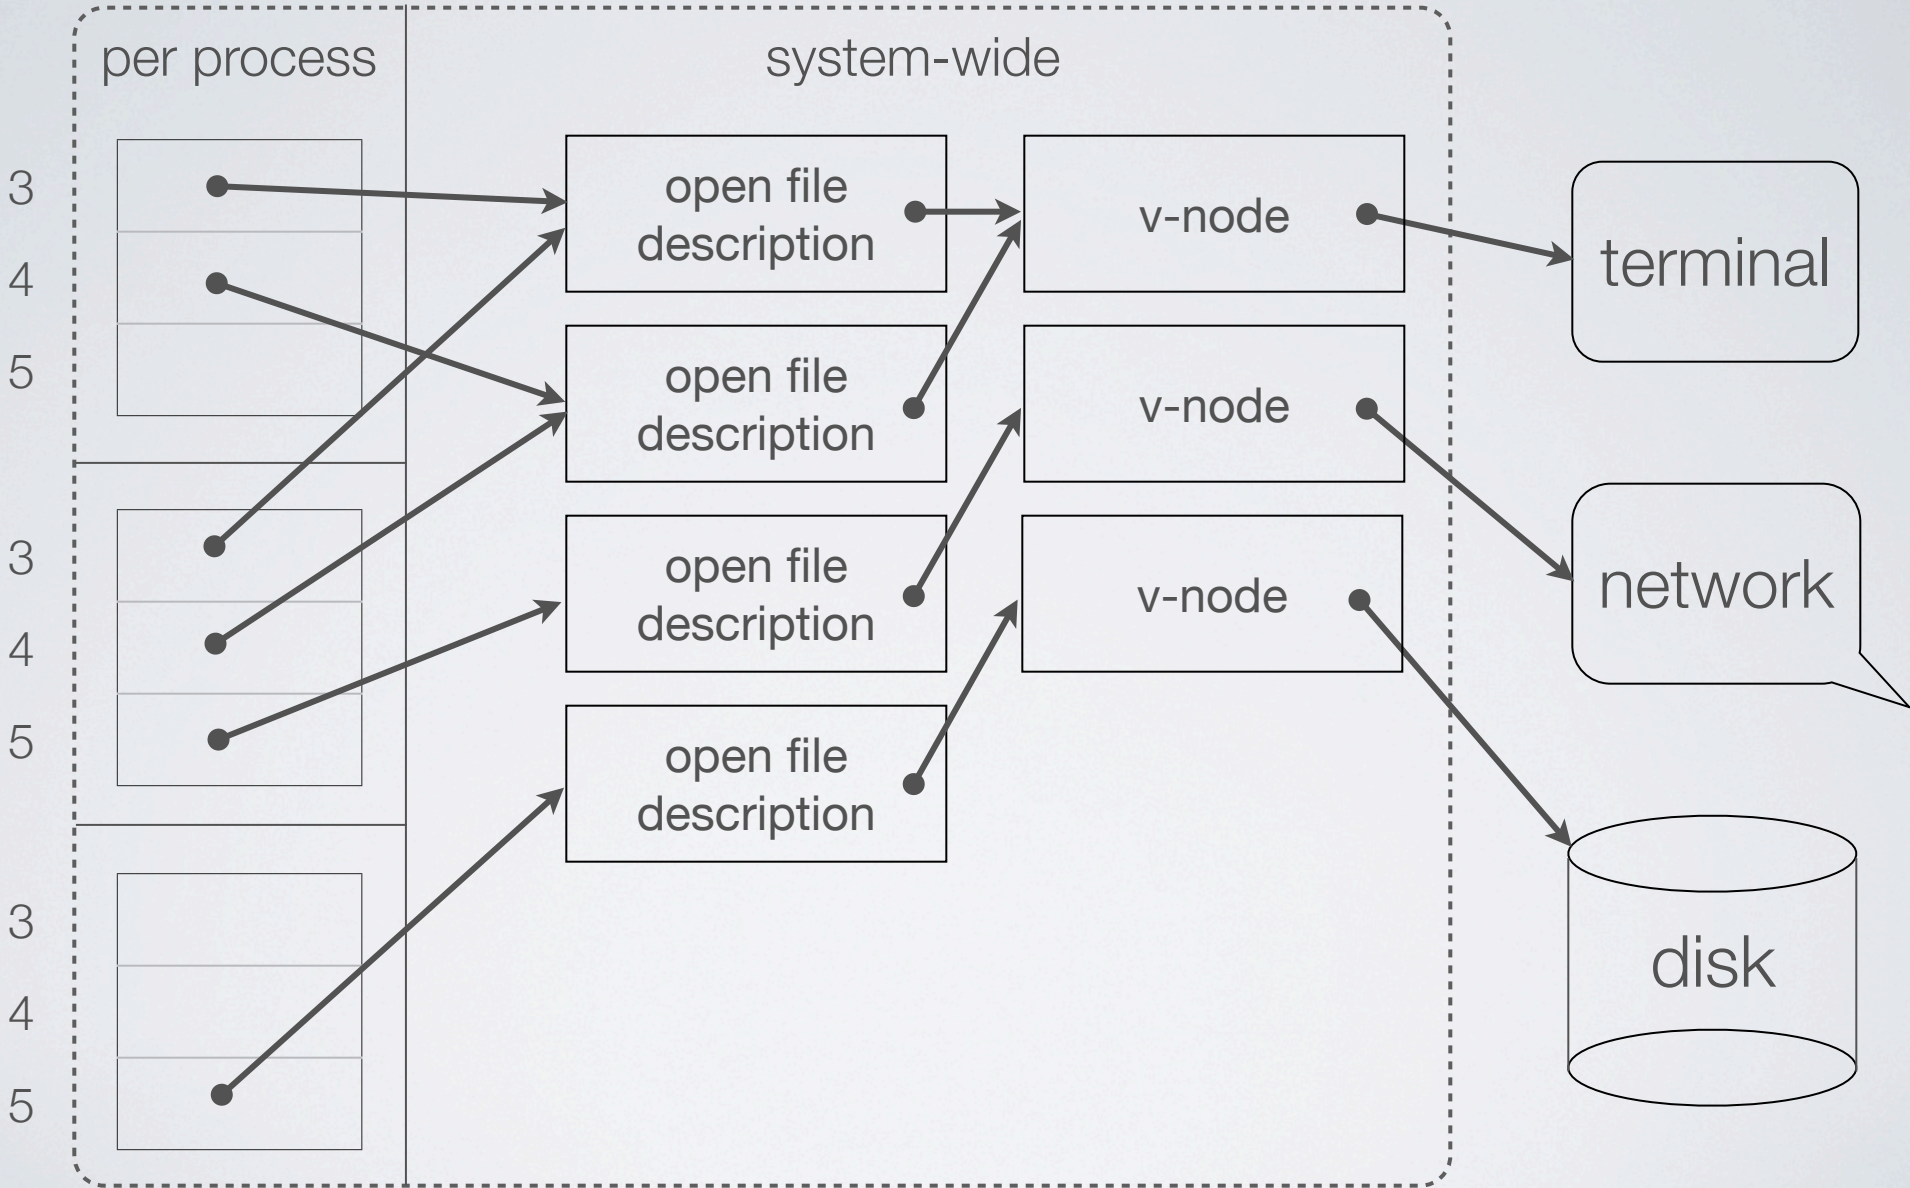 per process
system-wide
3
4
5
3
4
5
3
4
5
open file
description
open file
description
open file
description
open file
description
v-node
v-node
v-node
terminal
network
disk